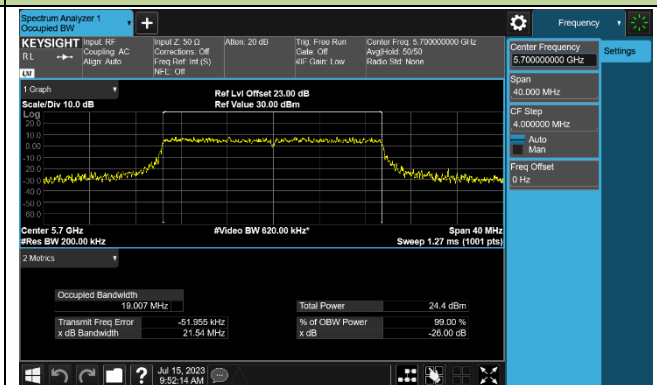 Spectrum Analyzer 1
Occupied BW
Frequency
KEYSIGHT Input: RF Input Z: 50 Ω Atten: 20 dB Trig: Free Run Center Freq: 5.700000000 GHz
RL Coupling: AC Corrections: Off Gate: Off Avg|Hold: 50/50
Align: Auto Freq Ref: Int (S) #IF Gain: Low Radio Std: None
NFE: Off
LXI
Center Frequency
5.700000000 GHz
Settings
Span
40.000 MHz
CF Step
4.000000 MHz
Auto
Man
Freq Offset
0 Hz
1 Graph
Ref Lvl Offset 23.00 dB
Scale/Div 10.0 dB Ref Value 30.00 dBm
Log
20.0
10.0
0.00
-10.0
-20.0
-30.0
-40.0
-50.0
-60.0
Center 5.7 GHz #Video BW 620.00 kHz* Span 40 MHz
#Res BW 200.00 kHz Sweep 1.27 ms (1001 pts)
2 Metrics
Occupied Bandwidth
19.007 MHz Total Power 24.4 dBm
Transmit Freq Error -51.955 kHz % of OBW Power 99.00 %
x dB Bandwidth 21.54 MHz x dB -26.00 dB
Jul 15, 2023
9:52:14 AM